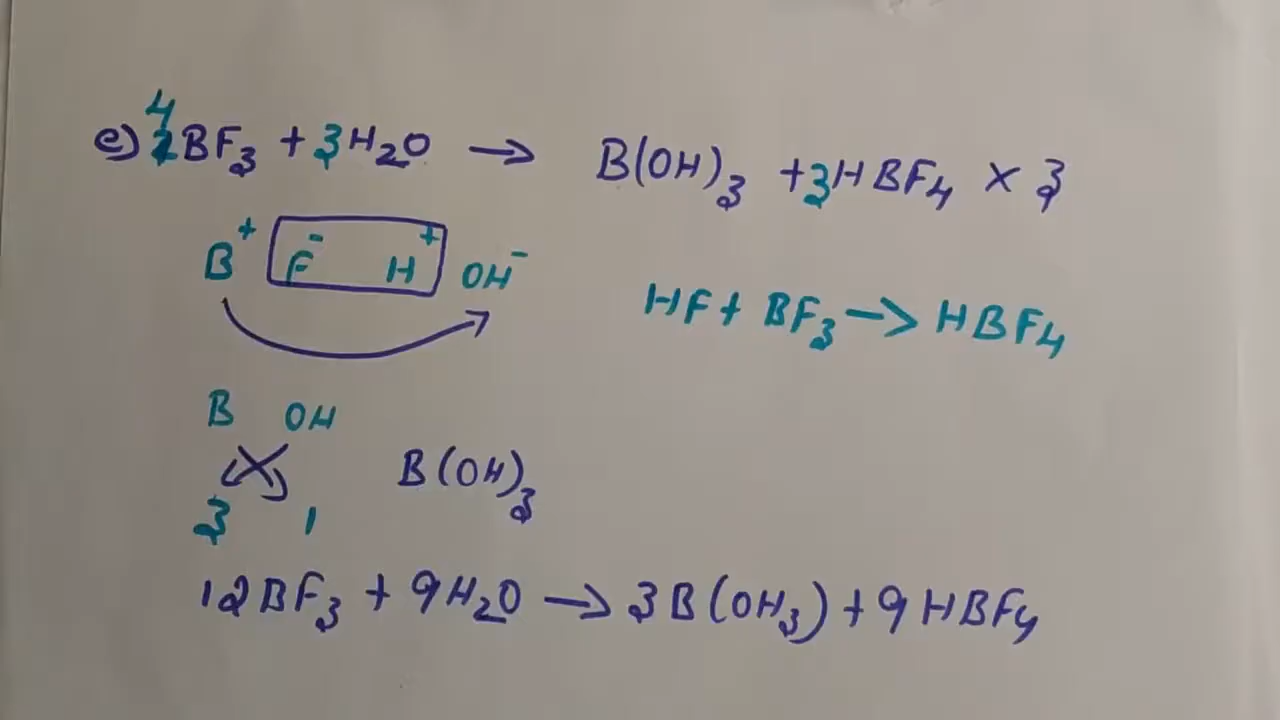 e) 4BF₃ + 3H₂O → B(OH)₃ + 3HBF₄ × 3
B⁺ F⁻ H⁺ OH⁻
HF + BF₃ → HBF₄
B OH
B(OH)₃
3 1
12BF₃ + 9H₂O → 3B(OH₃) + 9HBF₄